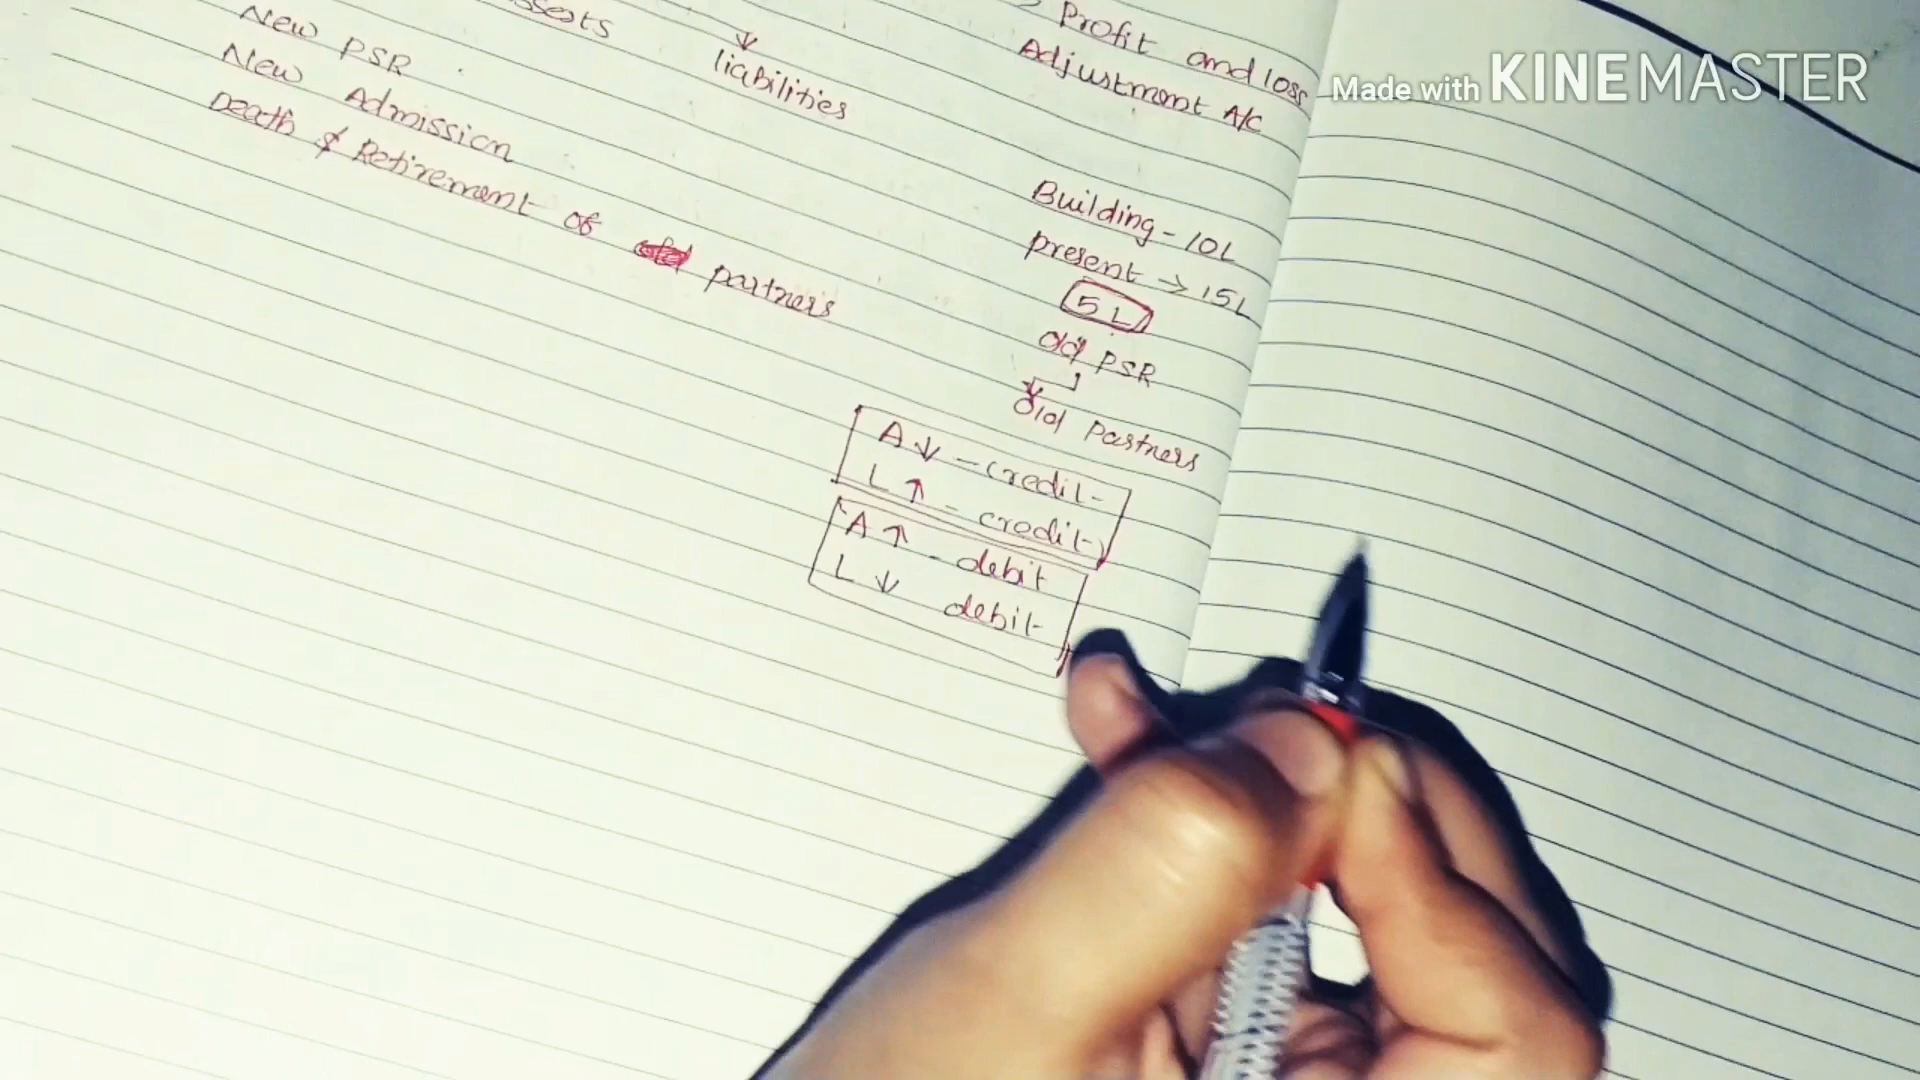 assets
liabilities
New PSR
New Admission
Death & Retirement of partners
Profit and loss
Adjustment A/c
Building - 10L
present → 15L
5 L
old PSR
old Partners
A ↓ - credit
L ↑ - credit
A ↑ - debit
L ↓ debit
Made with KINEMASTER